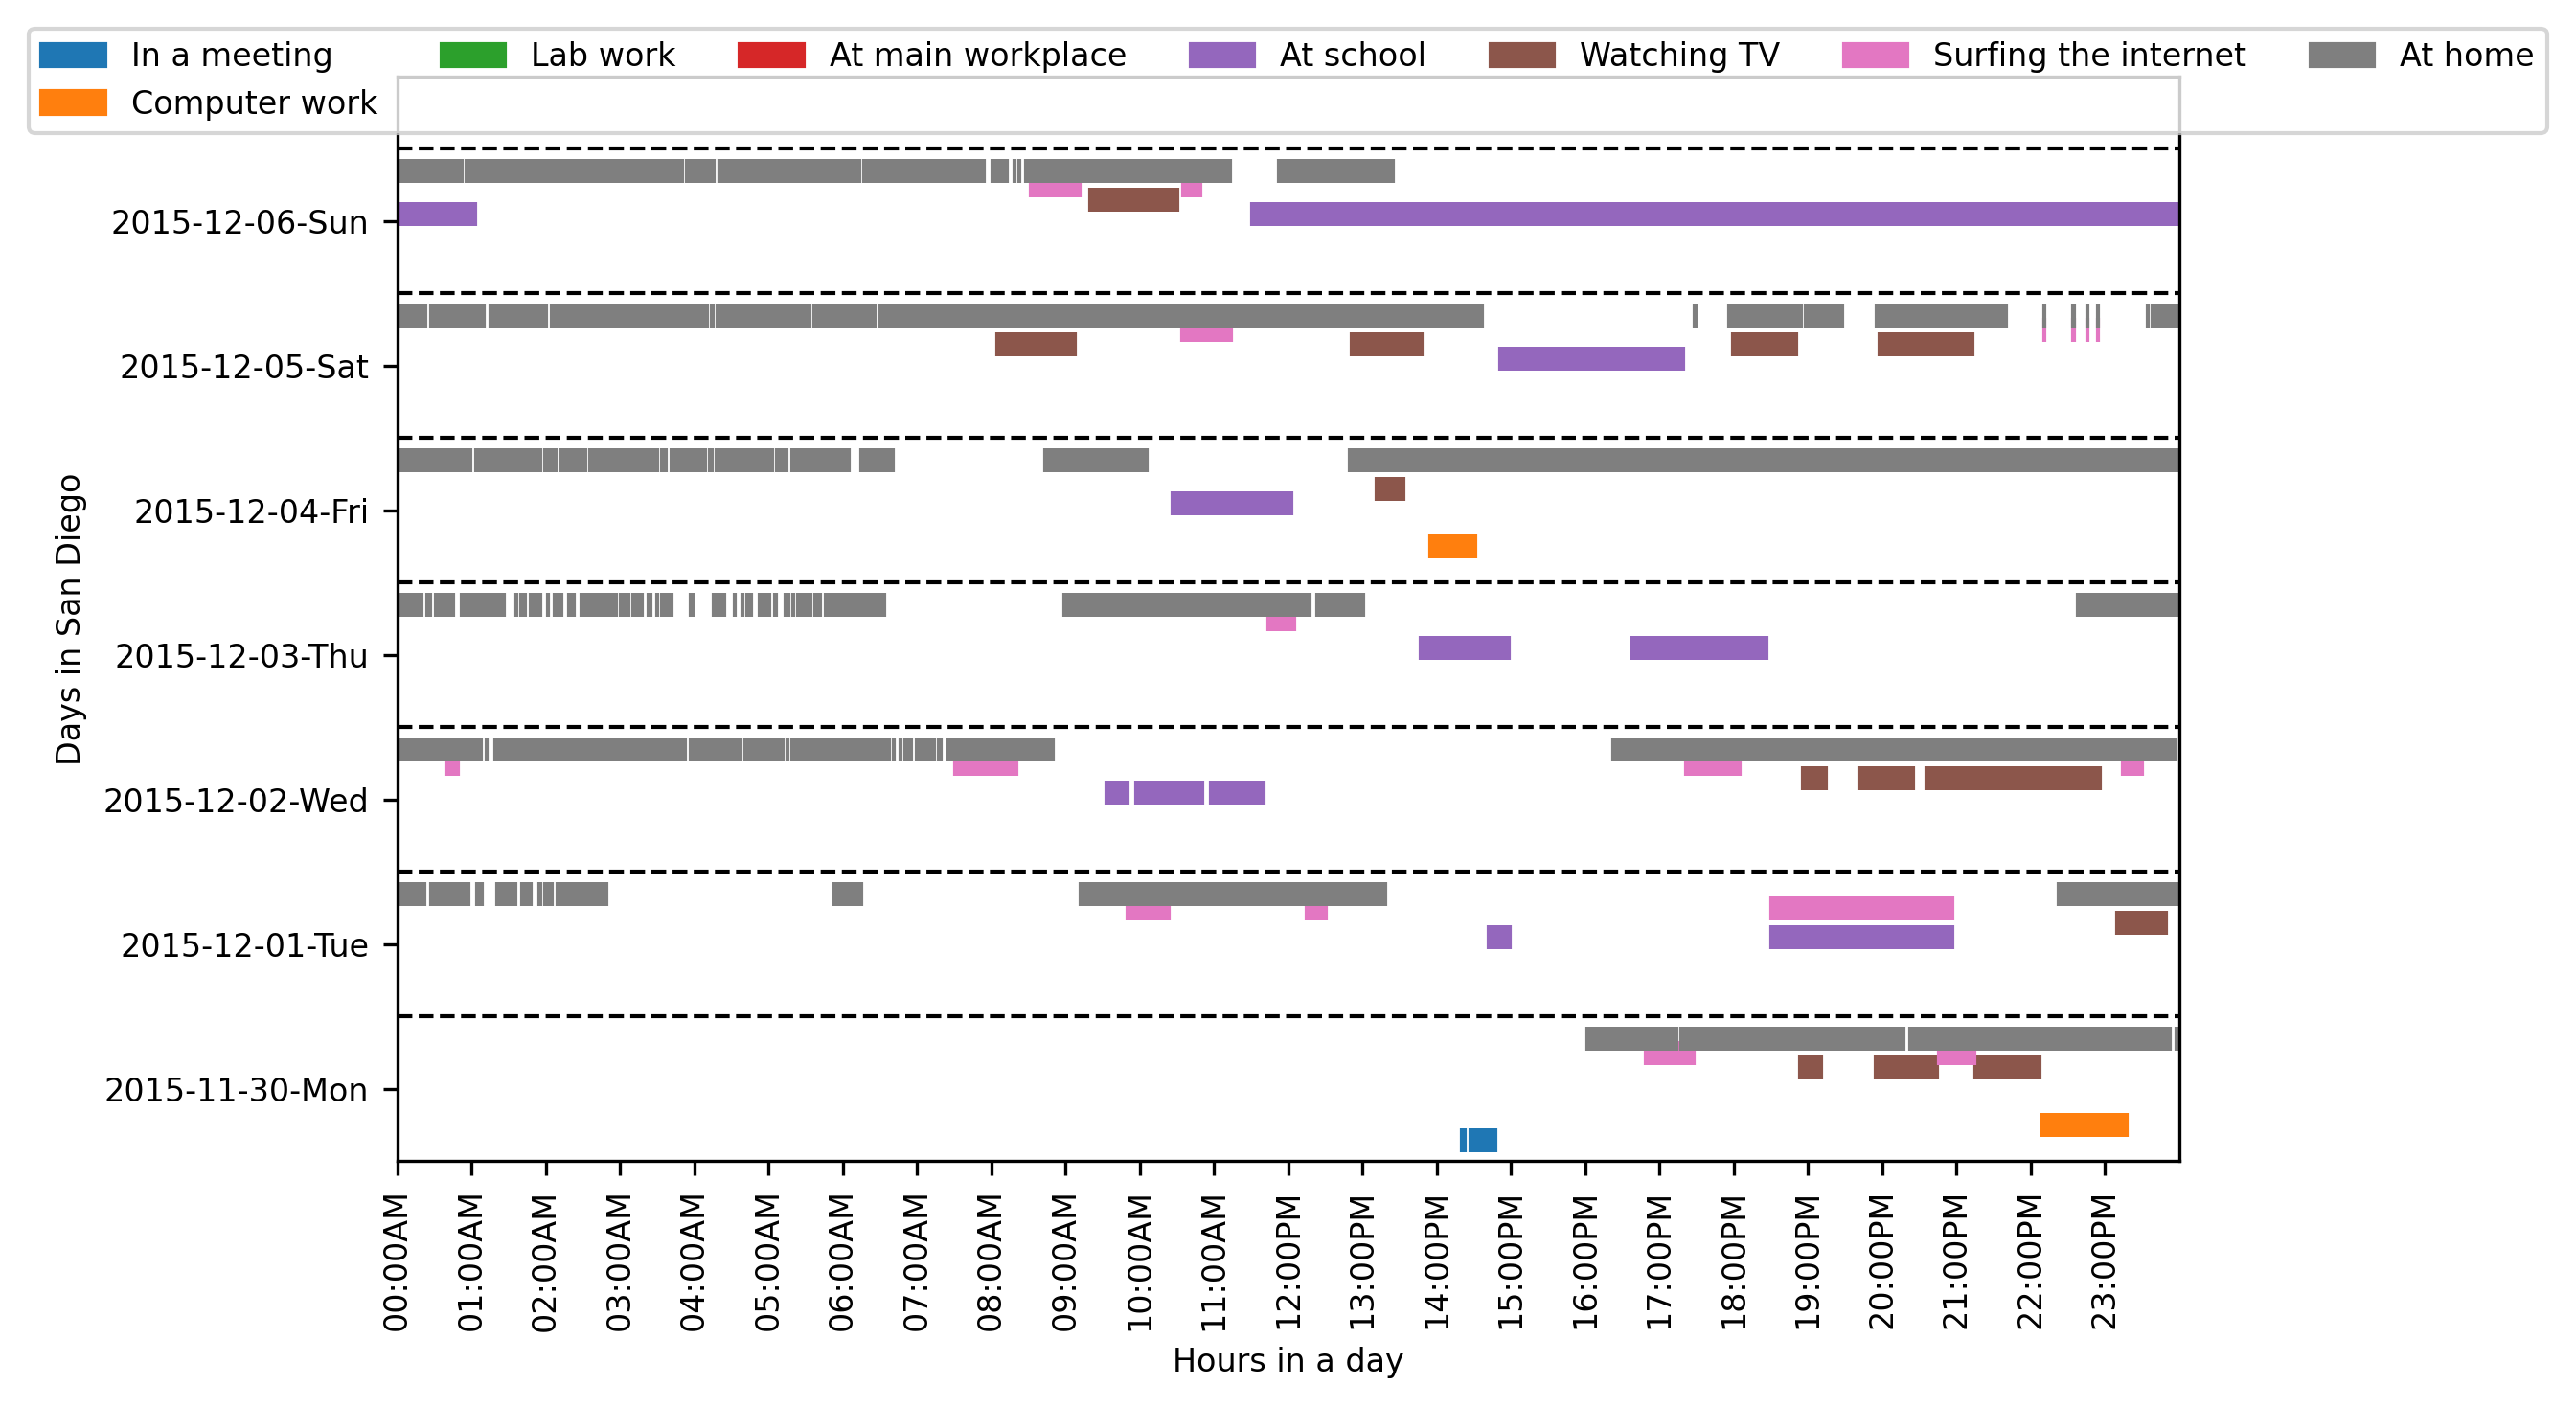 In a meeting Lab work At main workplace At school Watching TV Surfing the internet At home
Computer work
Days in San Diego
2015-12-06-Sun
2015-12-05-Sat
2015-12-04-Fri
2015-12-03-Thu
2015-12-02-Wed
2015-12-01-Tue
2015-11-30-Mon
00:00AM
01:00AM
02:00AM
03:00AM
04:00AM
05:00AM
06:00AM
07:00AM
08:00AM
09:00AM
10:00AM
11:00AM
12:00PM
13:00PM
14:00PM
15:00PM
16:00PM
17:00PM
18:00PM
19:00PM
20:00PM
21:00PM
22:00PM
23:00PM
Hours in a day